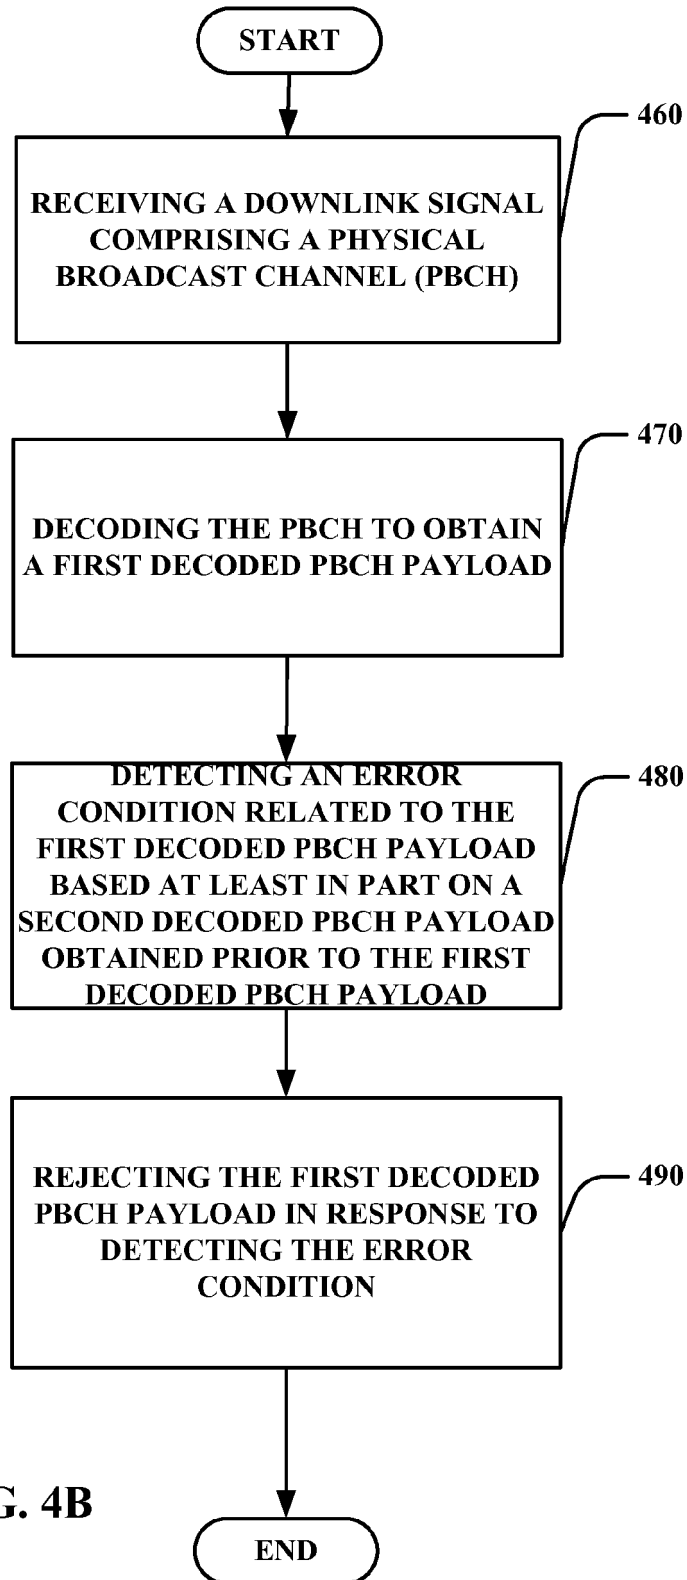 START
460
RECEIVING A DOWNLINK SIGNAL
COMPRISING A PHYSICAL
BROADCAST CHANNEL (PBCH)
470
DECODING THE PBCH TO OBTAIN
A FIRST DECODED PBCH PAYLOAD
480
DETECTING AN ERROR
CONDITION RELATED TO THE
FIRST DECODED PBCH PAYLOAD
BASED AT LEAST IN PART ON A
SECOND DECODED PBCH PAYLOAD
OBTAINED PRIOR TO THE FIRST
DECODED PBCH PAYLOAD
490
REJECTING THE FIRST DECODED
PBCH PAYLOAD IN RESPONSE TO
DETECTING THE ERROR
CONDITION
G. 4B
END